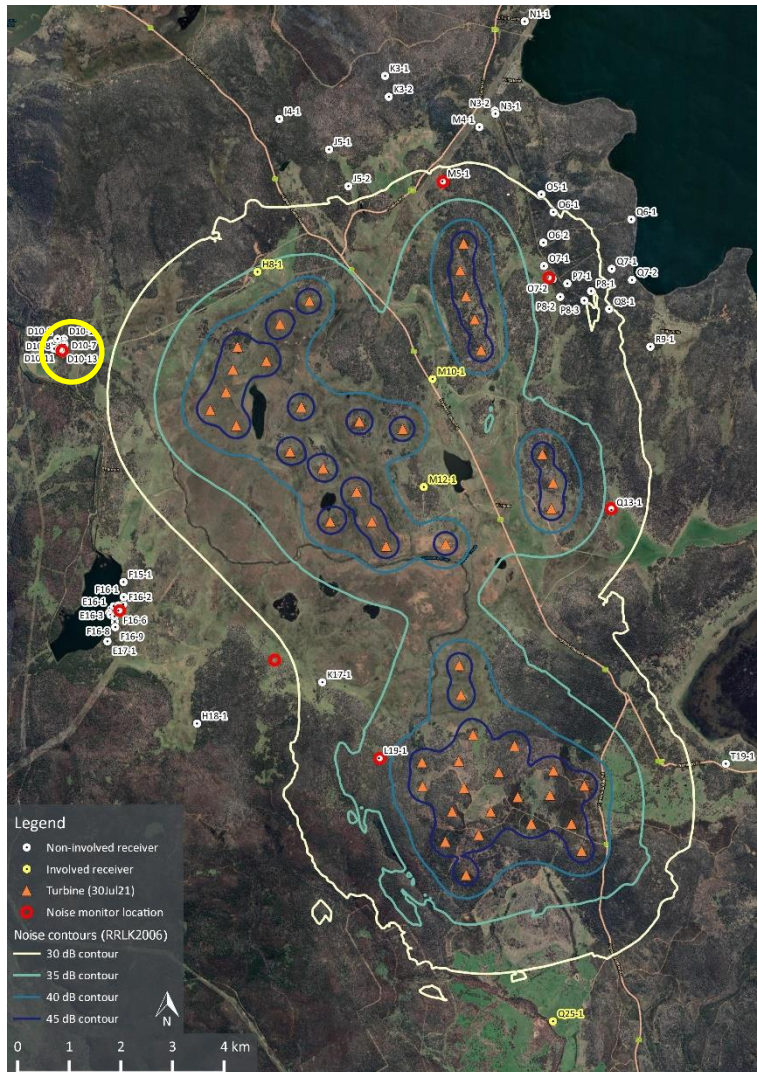 N1-1
K3-1
K3-2
N3-2
N3-1
I4-1
M4-1
J5-1
M5-1
J5-2
O5-1
O6-1
Q6-1
O6-2
H8-1
O7-1
Q7-1
Q7-2
P7-1
O7-2
P8-1
P8-2
P8-3
Q8-1
D10-7
D10-13
R9-1
M10-1
M12-1
Q13-1
F15-1
F16-1
F16-2
E16-1
E16-3
F16-6
F16-8
F16-9
E17-1
K17-1
H18-1
L19-1
T19-1
Q25-1
Legend
Non-involved receiver
Involved receiver
Turbine (30Jul21)
Noise monitor location
Noise contours (RRLK2006)
30 dB contour
35 dB contour
40 dB contour
45 dB contour
N
0 1 2 4 km